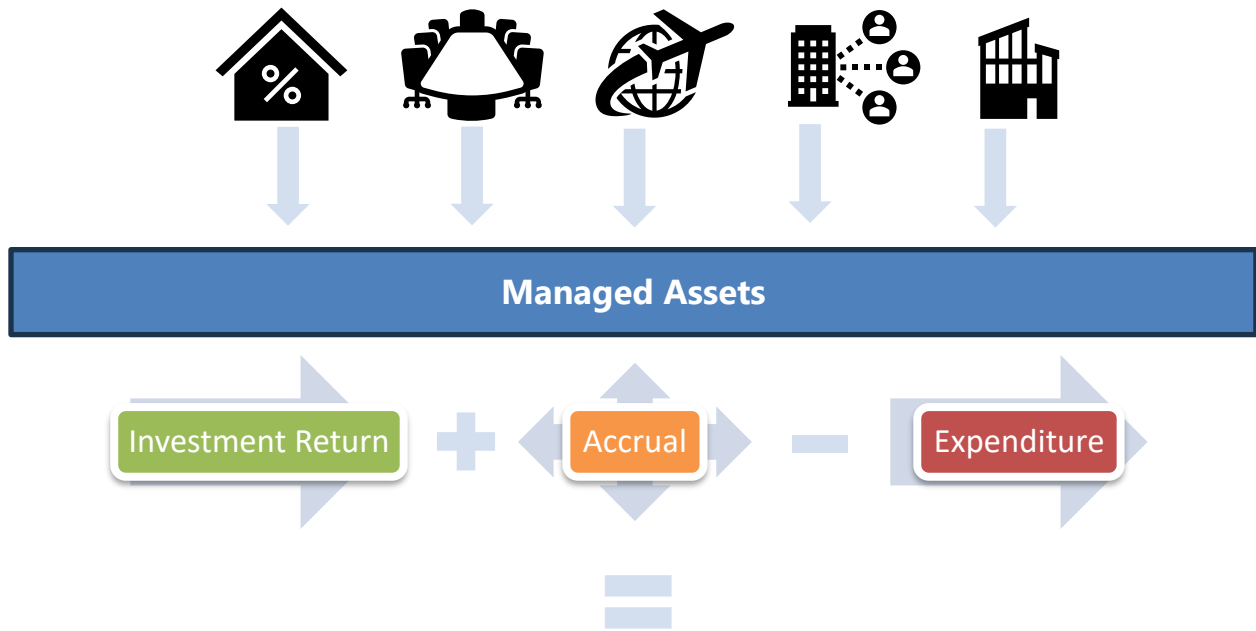 %
Managed Assets
Investment Return
+
Accrual
−
Expenditure
=